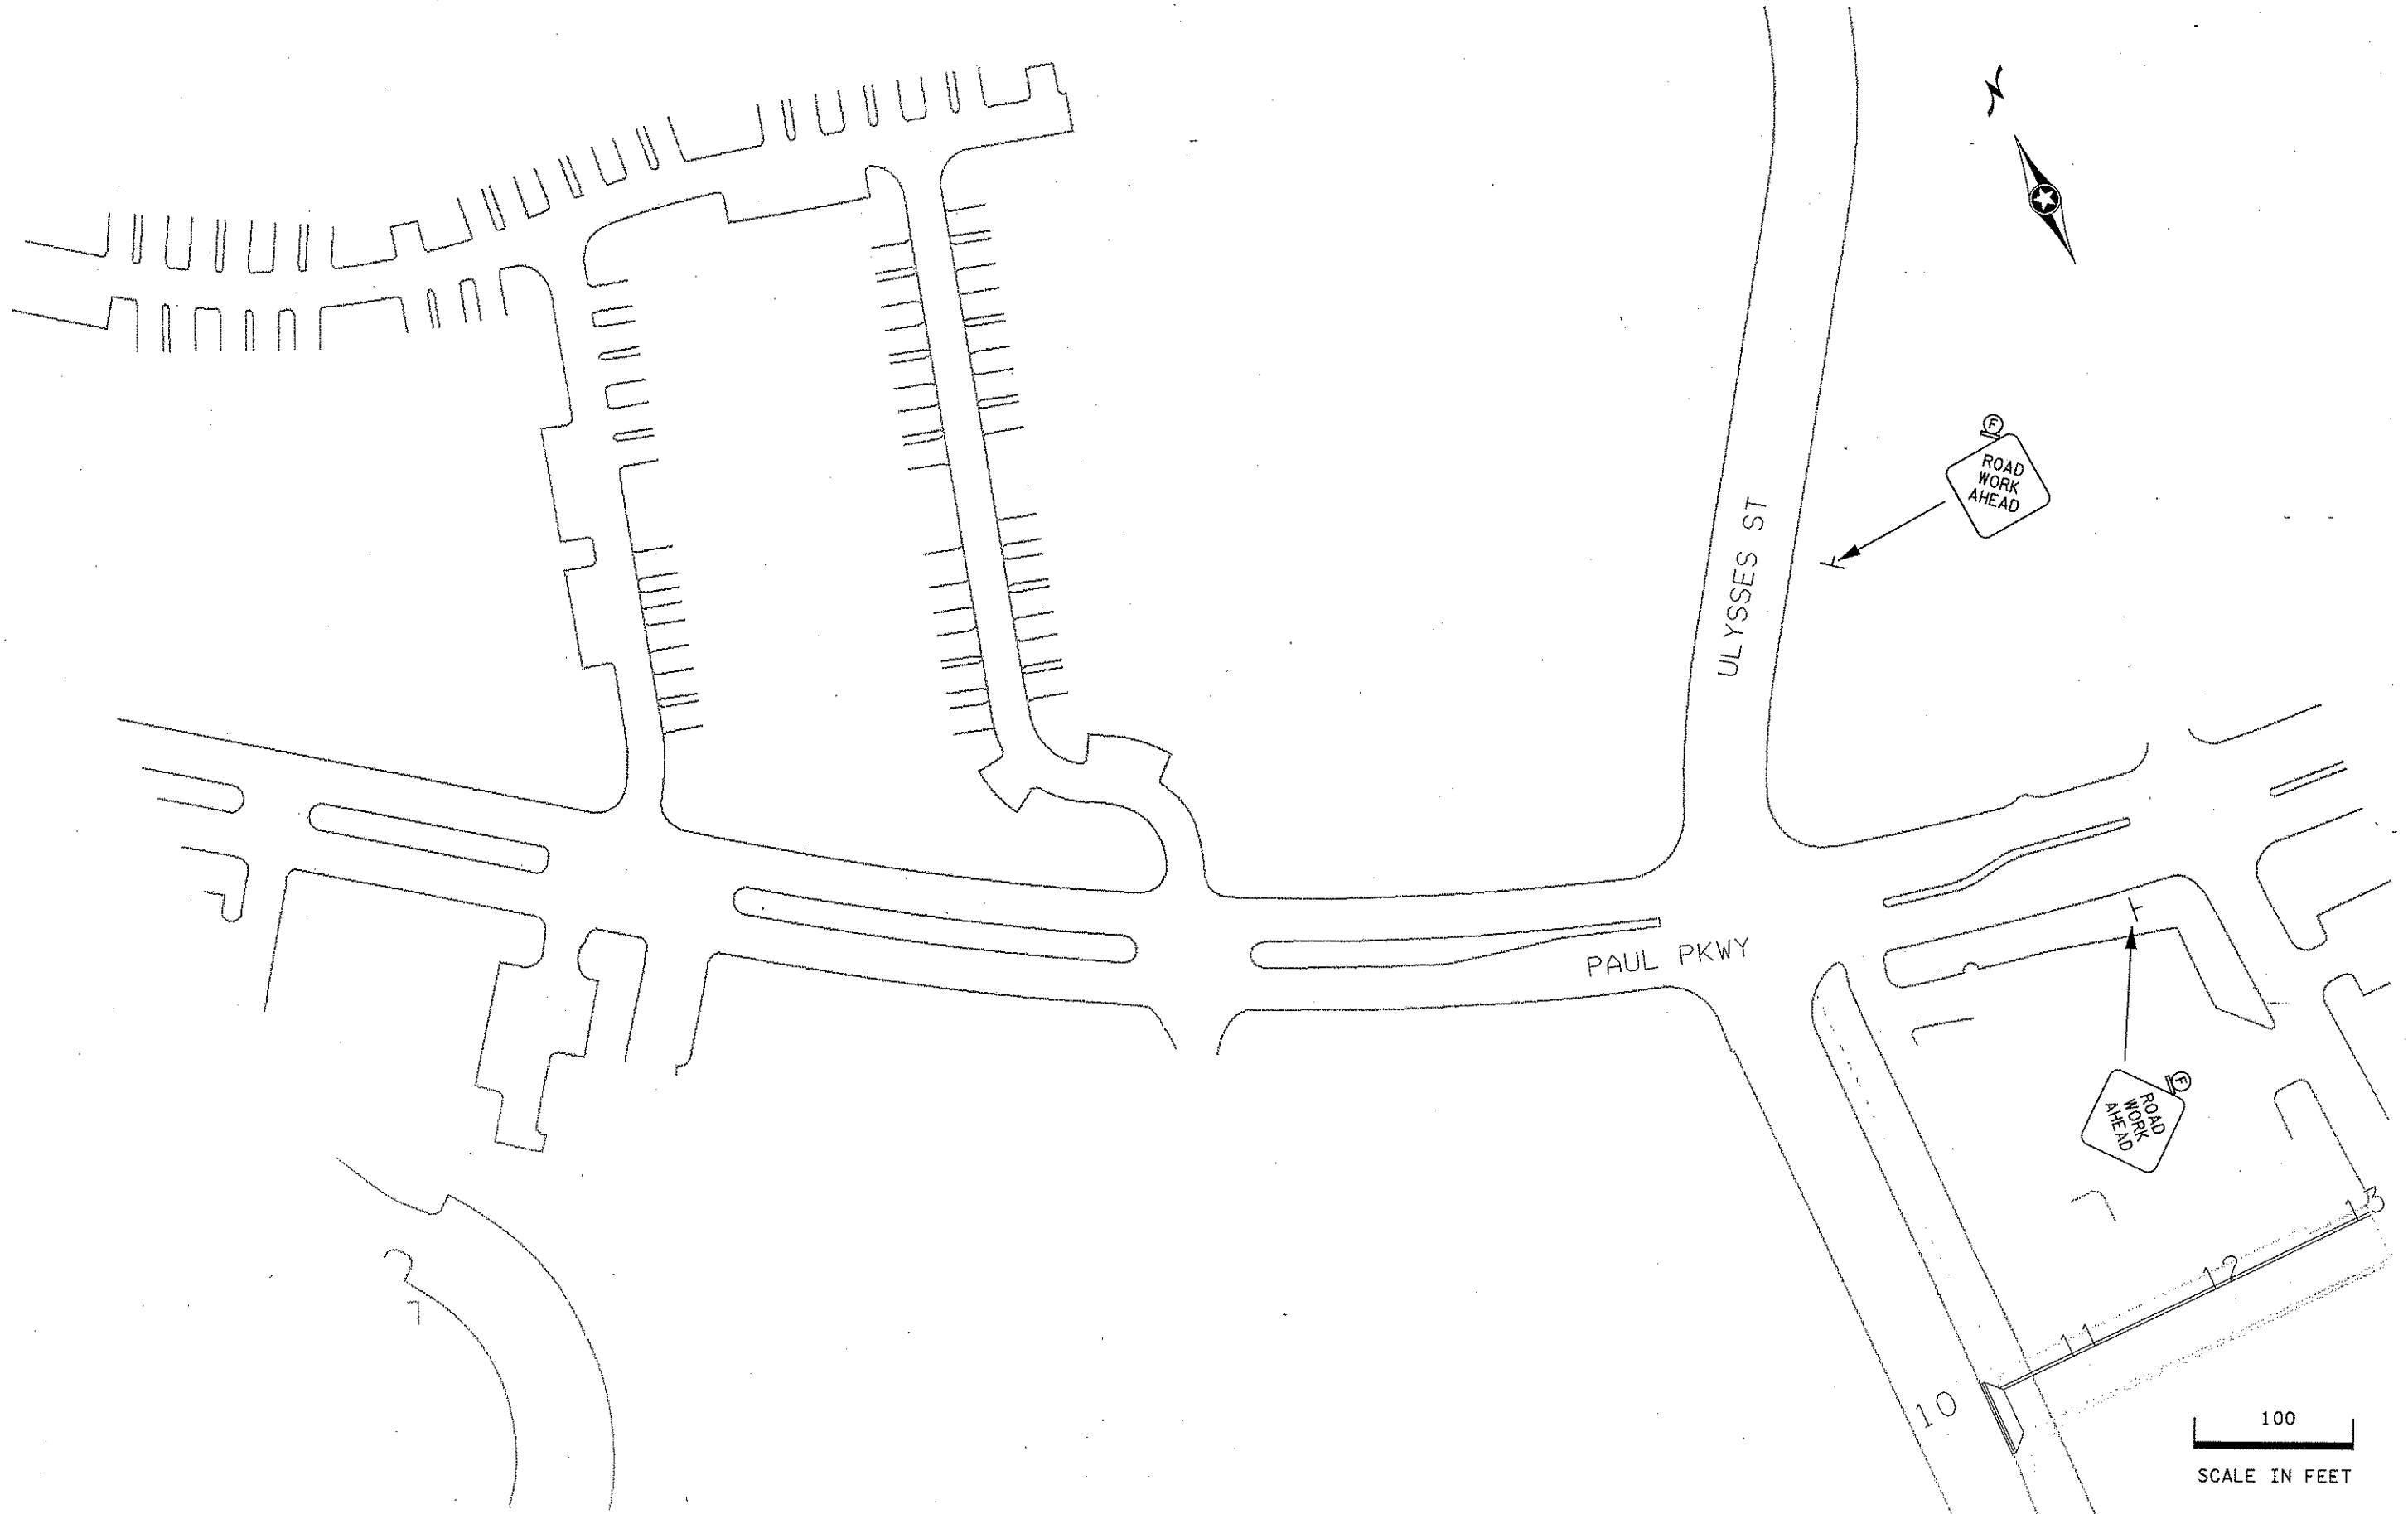 N
F
ROAD
WORK
AHEAD
ULYSSES ST
PAUL PKWY
F
ROAD
WORK
AHEAD
13
12
11
10
100
SCALE IN FEET